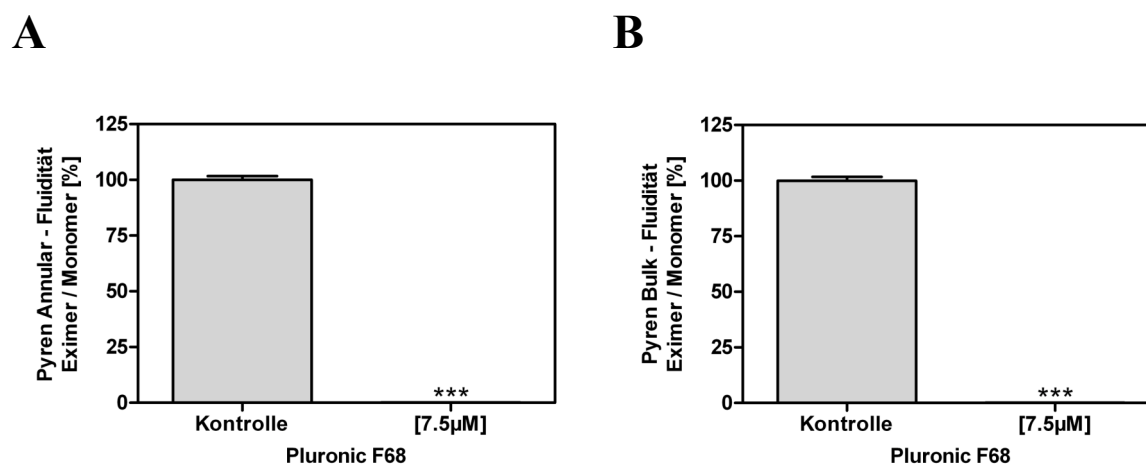 A
Pyren Annular - Fluidität
Eximer / Monomer [%]
125
100
75
50
25
0
***
Kontrolle
[7.5µM]
Pluronic F68
B
Pyren Bulk - Fluidität
Eximer / Monomer [%]
125
100
75
50
25
0
***
Kontrolle
[7.5µM]
Pluronic F68